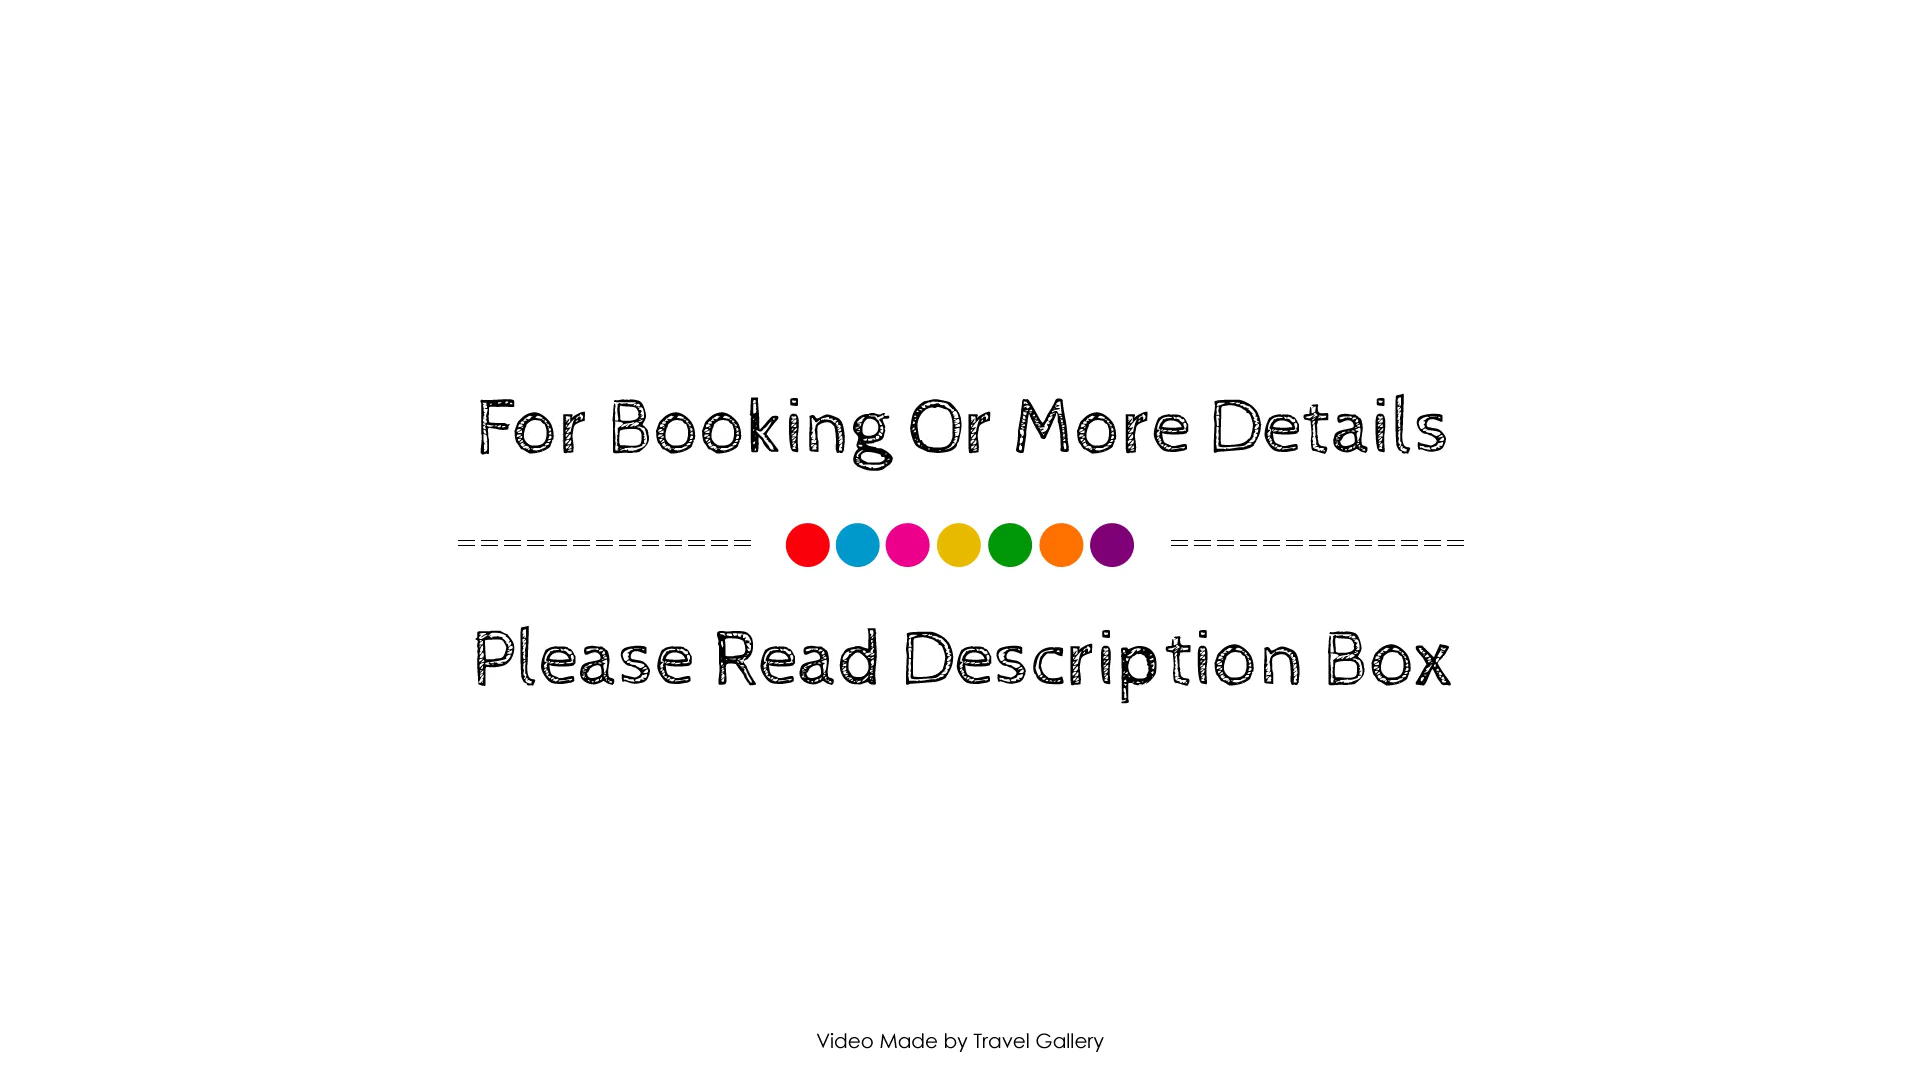 For Booking Or More Details
============= =============
Please Read Description Box
Video Made by Travel Gallery